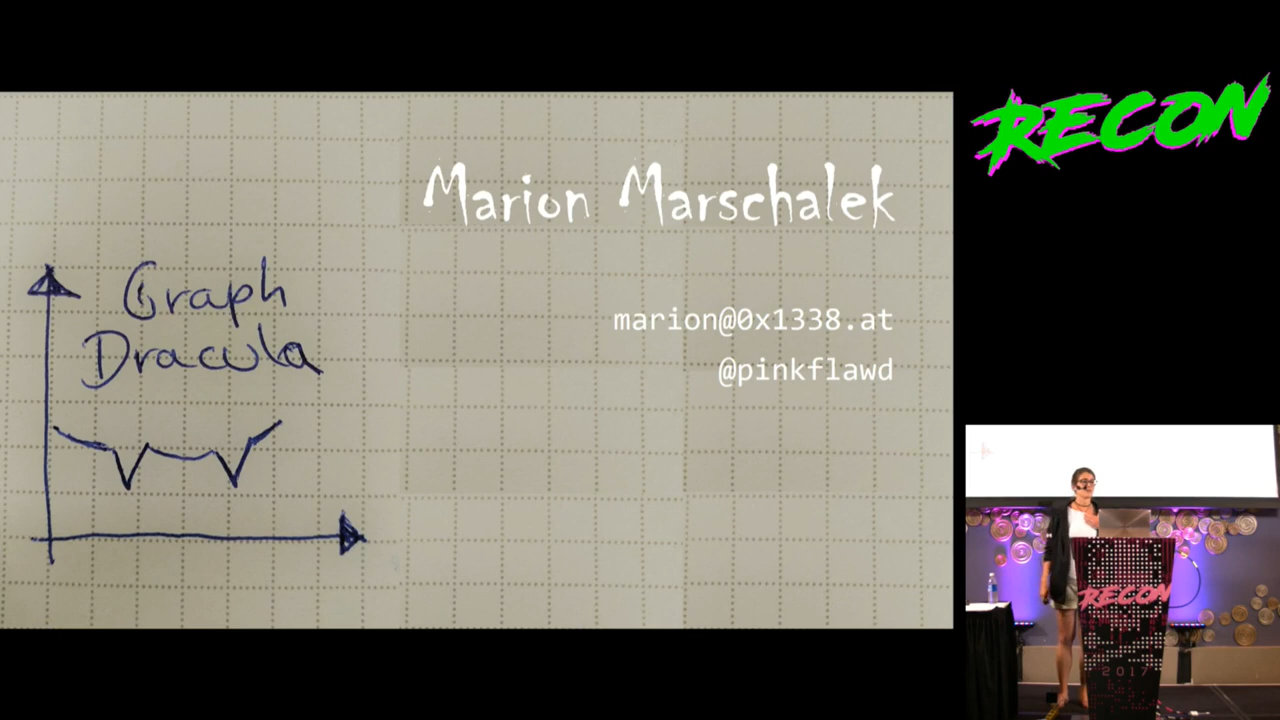 Marion Marschalek
marion@0x1338.at
@pinkflawd
Graph
Dracula
RECON
RECON
2017